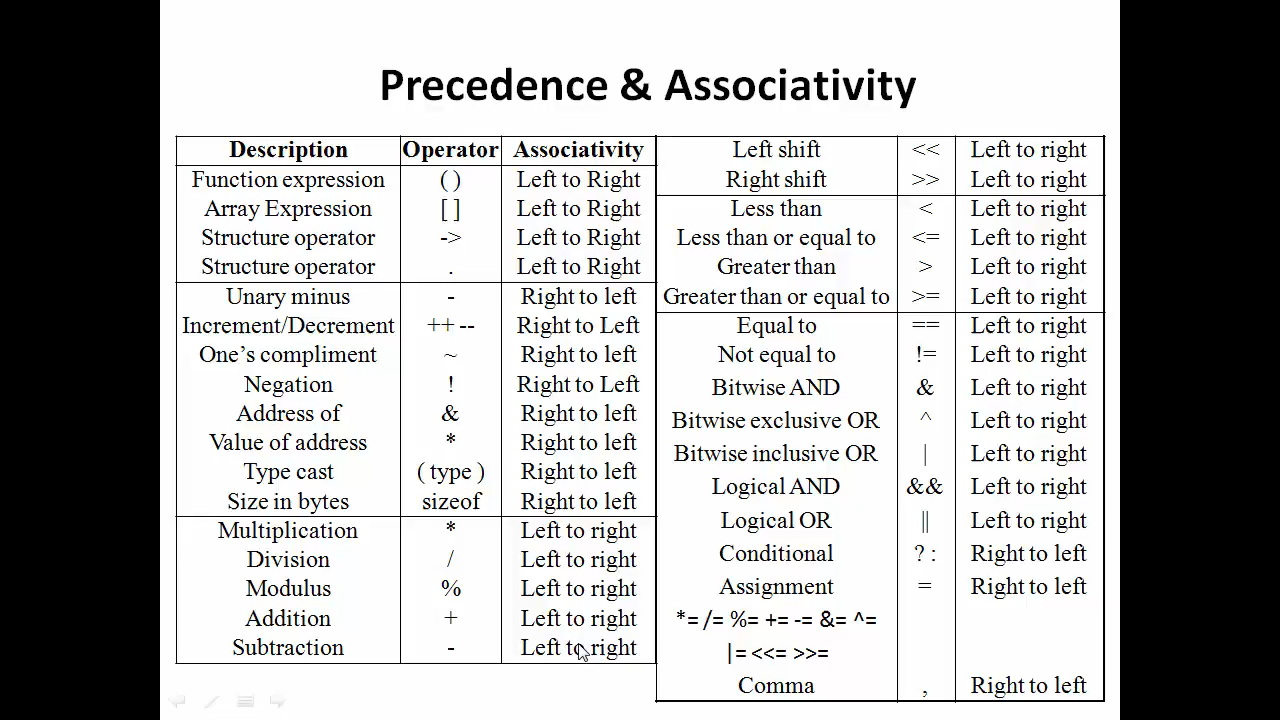 Precedence & Associativity
Description Operator Associativity
Function expression ( ) Left to Right
Array Expression [ ] Left to Right
Structure operator -> Left to Right
Structure operator . Left to Right
Unary minus - Right to left
Increment/Decrement ++ -- Right to Left
One's compliment ~ Right to left
Negation ! Right to Left
Address of & Right to left
Value of address * Right to left
Type cast ( type ) Right to left
Size in bytes sizeof Right to left
Multiplication * Left to right
Division / Left to right
Modulus % Left to right
Addition + Left to right
Subtraction - Left to right
Left shift << Left to right
Right shift >> Left to right
Less than < Left to right
Less than or equal to <= Left to right
Greater than > Left to right
Greater than or equal to >= Left to right
Equal to == Left to right
Not equal to != Left to right
Bitwise AND & Left to right
Bitwise exclusive OR ^ Left to right
Bitwise inclusive OR | Left to right
Logical AND && Left to right
Logical OR || Left to right
Conditional ? : Right to left
Assignment = Right to left
*= /= %= += -= &= ^=
|= <<= >>=
Comma , Right to left